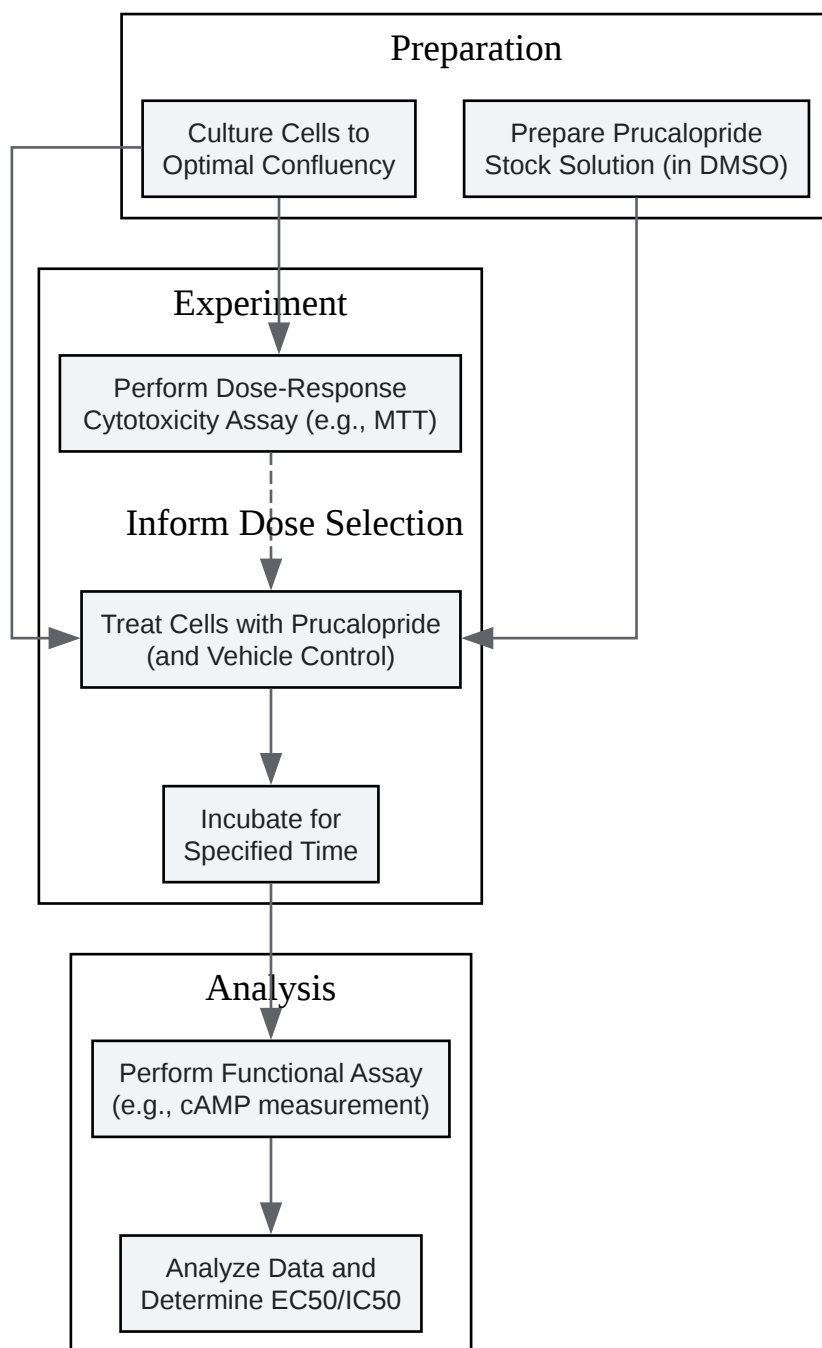 Preparation
Culture Cells to
Optimal Confluency
Prepare Prucalopride
Stock Solution (in DMSO)
Experiment
Perform Dose-Response
Cytotoxicity Assay (e.g., MTT)
Inform Dose Selection
Treat Cells with Prucalopride
(and Vehicle Control)
Incubate for
Specified Time
Analysis
Perform Functional Assay
(e.g., cAMP measurement)
Analyze Data and
Determine EC50/IC50